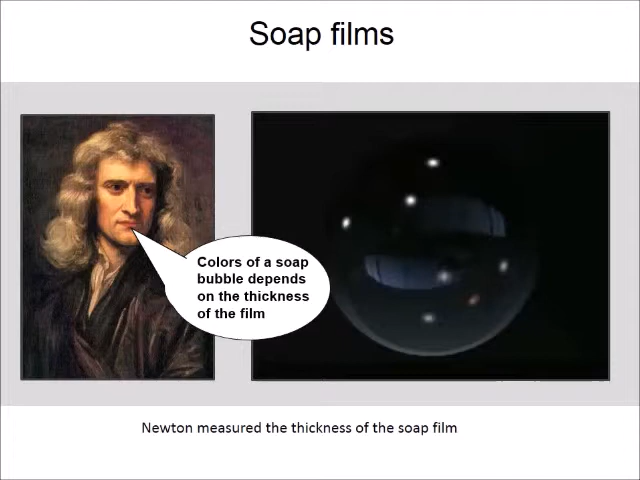 Soap films
Colors of a soap
bubble depends
on the thickness
of the film
Newton measured the thickness of the soap film